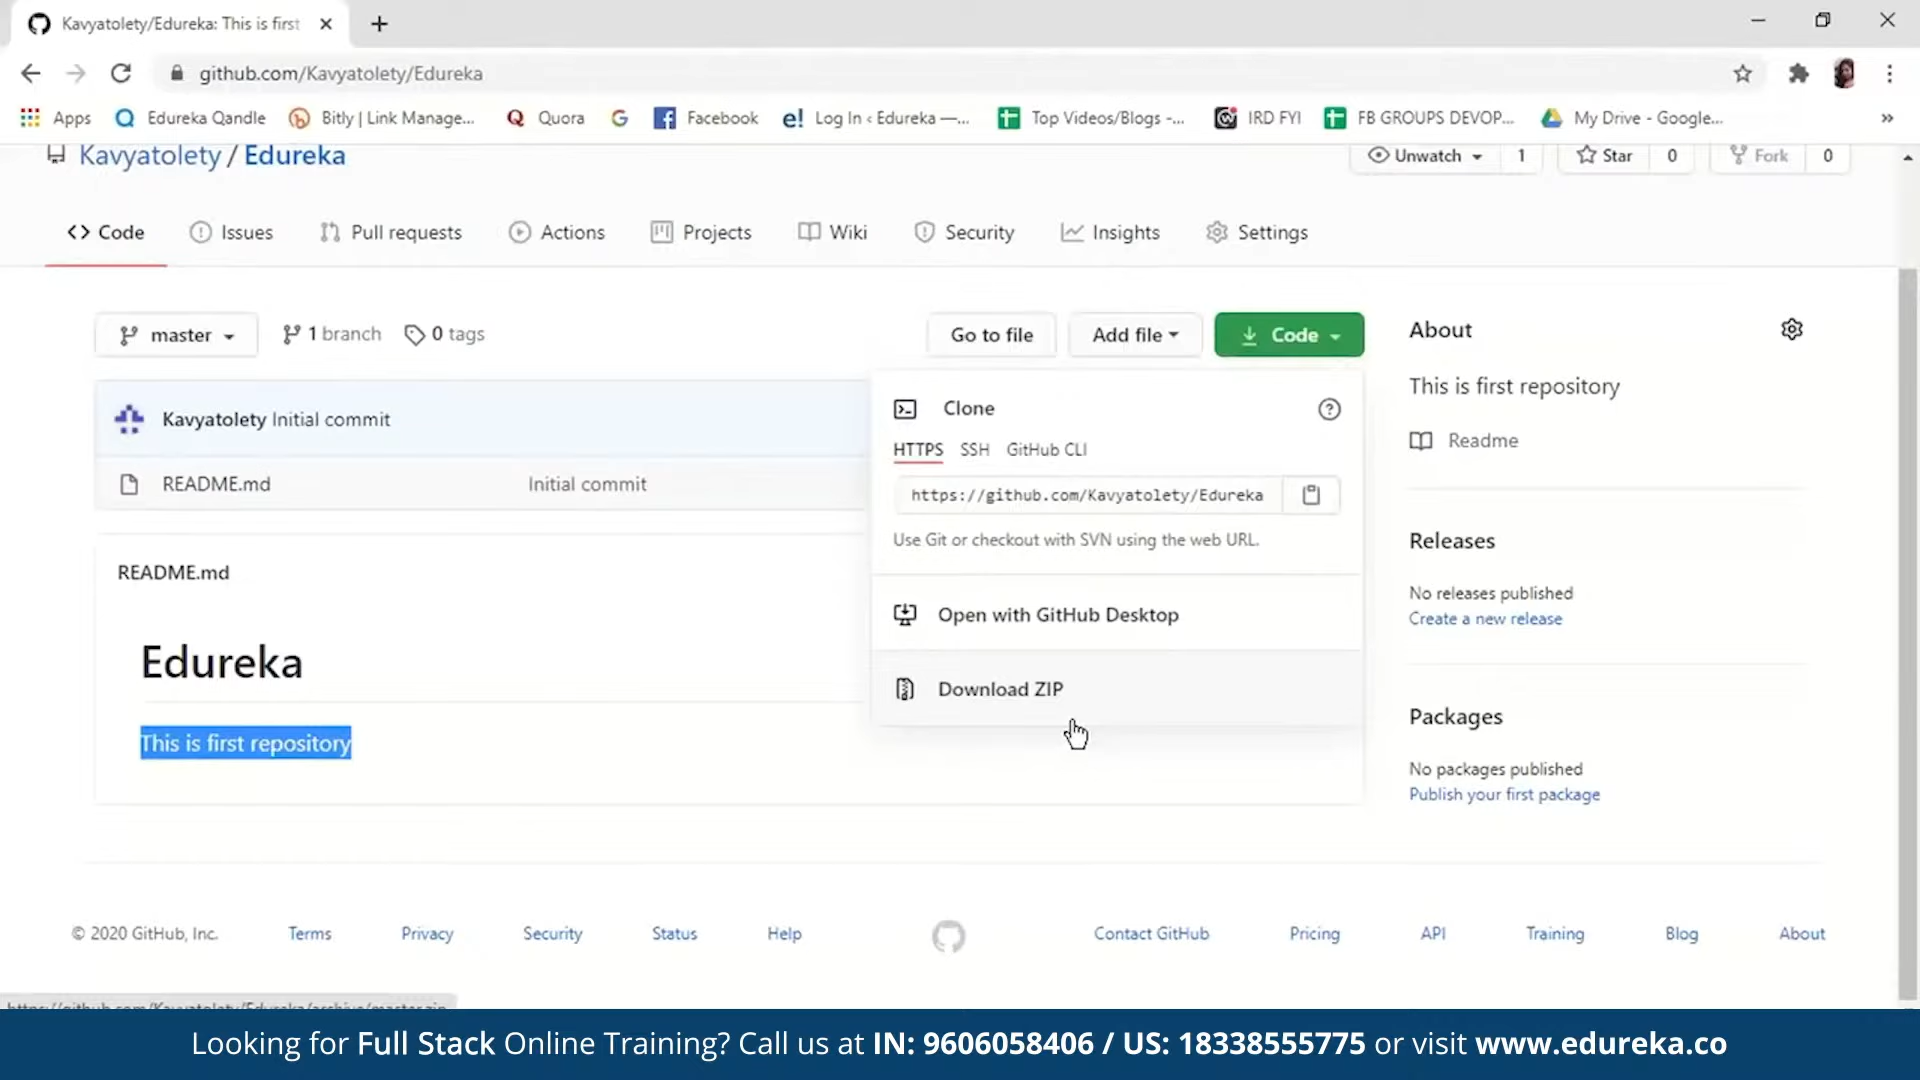 Kavyatolety/Edureka: This is first
github.com/Kavyatolety/Edureka
Apps Edureka Qandle Bitly | Link Manage... Quora Facebook Log In ‹ Edureka —... Top Videos/Blogs -... IRD FYI FB GROUPS DEVOP... My Drive - Google... »
Kavyatolety / Edureka Unwatch 1 Star 0 Fork 0
Code Issues Pull requests Actions Projects Wiki Security Insights Settings
master 1 branch 0 tags Go to file Add file Code
Kavyatolety Initial commit
README.md Initial commit
README.md
Edureka
This is first repository
Clone
HTTPS SSH GitHub CLI
https://github.com/Kavyatolety/Edureka
Use Git or checkout with SVN using the web URL.
Open with GitHub Desktop
Download ZIP
About
This is first repository
Readme
Releases
No releases published
Create a new release
Packages
No packages published
Publish your first package
© 2020 GitHub, Inc. Terms Privacy Security Status Help Contact GitHub Pricing API Training Blog About
https://github.com/Kavyatolety/Edureka/archive/master.zip
Looking for Full Stack Online Training? Call us at IN: 9606058406 / US: 18338555775 or visit www.edureka.co